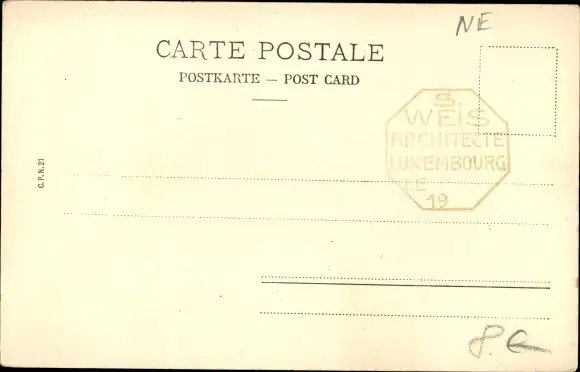 NE
CARTE POSTALE
POSTKARTE — POST CARD
S
WEIS
ARCHITECTE
LUXEMBOURG
LE
19
C.P.N.21